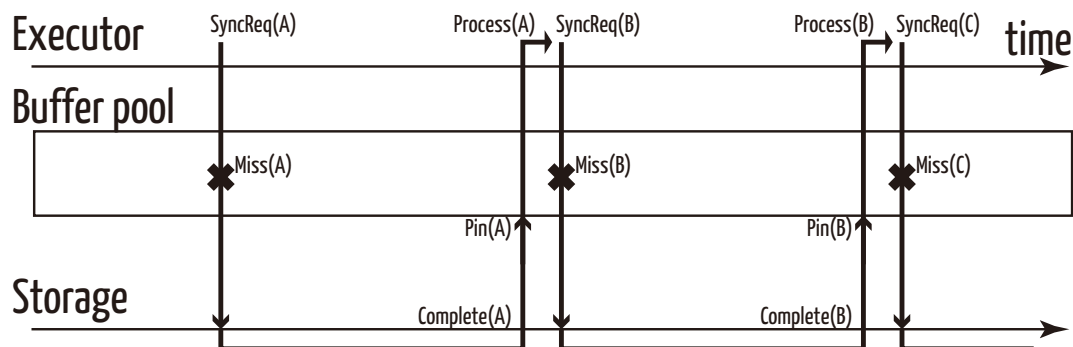 Executor
SyncReq(A)
Process(A)
SyncReq(B)
Process(B)
SyncReq(C)
time
Buffer pool
Miss(A)
Miss(B)
Miss(C)
Pin(A)
Pin(B)
Storage
Complete(A)
Complete(B)